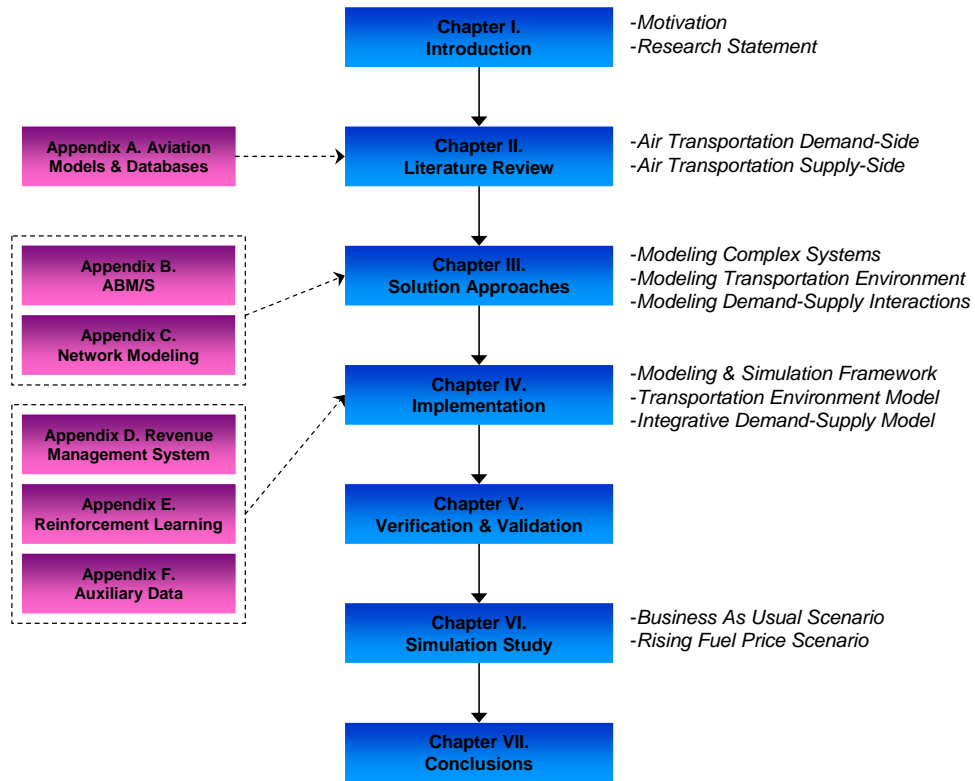 Chapter I.
Introduction
-Motivation
-Research Statement
Appendix A. Aviation
Models & Databases
Chapter II.
Literature Review
-Air Transportation Demand-Side
-Air Transportation Supply-Side
Appendix B.
ABM/S
Appendix C.
Network Modeling
Chapter III.
Solution Approaches
-Modeling Complex Systems
-Modeling Transportation Environment
-Modeling Demand-Supply Interactions
Chapter IV.
Implementation
-Modeling & Simulation Framework
-Transportation Environment Model
-Integrative Demand-Supply Model
Appendix D. Revenue
Management System
Appendix E.
Reinforcement Learning
Appendix F.
Auxiliary Data
Chapter V.
Verification & Validation
Chapter VI.
Simulation Study
-Business As Usual Scenario
-Rising Fuel Price Scenario
Chapter VII.
Conclusions